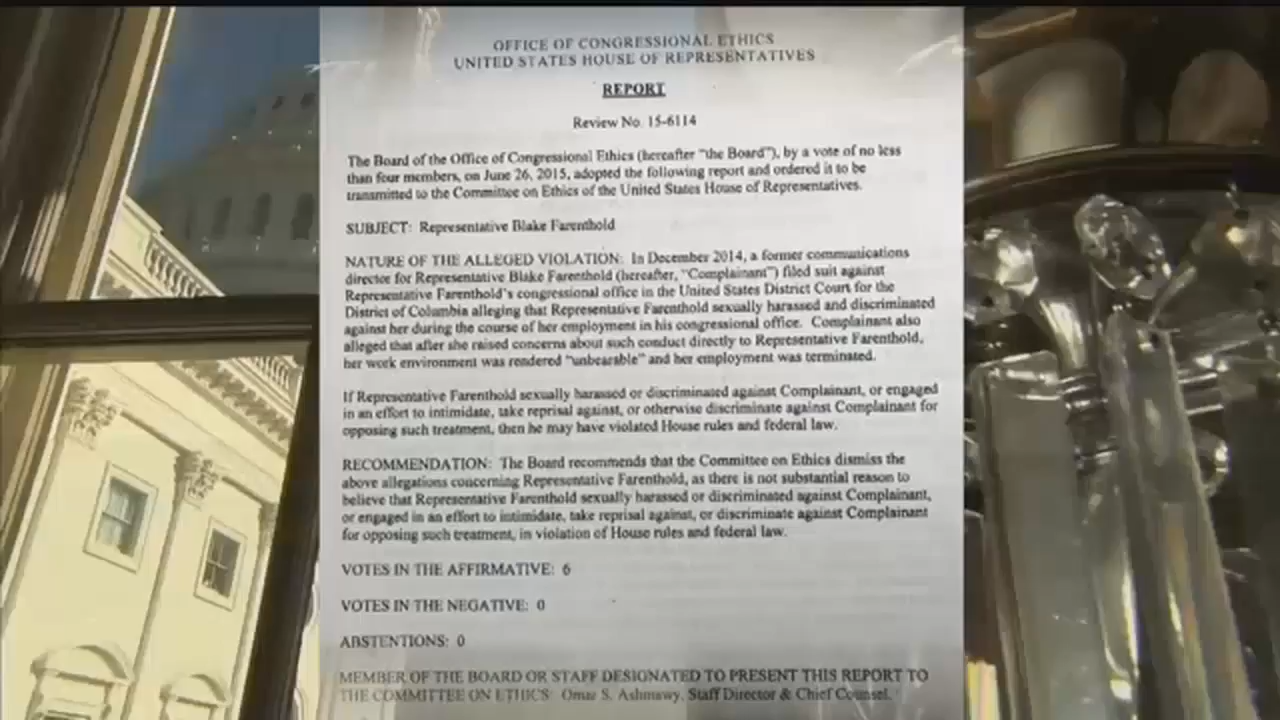 OFFICE OF CONGRESSIONAL ETHICS
UNITED STATES HOUSE OF REPRESENTATIVES
REPORT
Review No. 15-6114
The Board of the Office of Congressional Ethics (hereafter "the Board"), by a vote of no less
than four members, on June 26, 2015, adopted the following report and ordered it to be
transmitted to the Committee on Ethics of the United States House of Representatives.
SUBJECT: Representative Blake Farenthold
NATURE OF THE ALLEGED VIOLATION: In December 2014, a former communications
director for Representative Blake Farenthold (hereafter, "Complainant") filed suit against
Representative Farenthold's congressional office in the United States District Court for the
District of Columbia alleging that Representative Farenthold sexually harassed and discriminated
against her during the course of her employment in his congressional office. Complainant also
alleged that after she raised concerns about such conduct directly to Representative Farenthold,
her work environment was rendered "unbearable" and her employment was terminated.
If Representative Farenthold sexually harassed or discriminated against Complainant, or engaged
in an effort to intimidate, take reprisal against, or otherwise discriminate against Complainant for
opposing such treatment, then he may have violated House rules and federal law.
RECOMMENDATION: The Board recommends that the Committee on Ethics dismiss the
above allegations concerning Representative Farenthold, as there is not substantial reason to
believe that Representative Farenthold sexually harassed or discriminated against Complainant,
or engaged in an effort to intimidate, take reprisal against, or discriminate against Complainant
for opposing such treatment, in violation of House rules and federal law.
VOTES IN THE AFFIRMATIVE: 6
VOTES IN THE NEGATIVE: 0
ABSTENTIONS: 0
MEMBER OF THE BOARD OR STAFF DESIGNATED TO PRESENT THIS REPORT TO
THE COMMITTEE ON ETHICS: Omar S. Ashmawy, Staff Director & Chief Counsel.